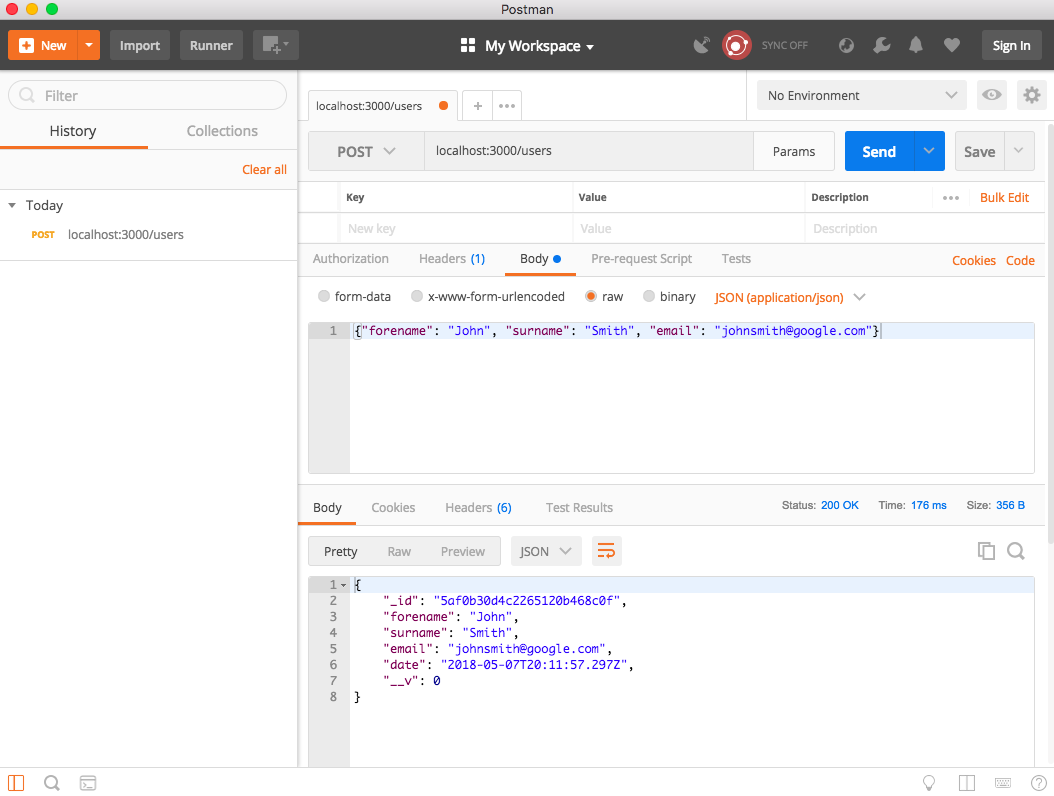 Postman
New Import Runner My Workspace SYNC OFF Sign In
Filter
History Collections
Clear all
Today
POST localhost:3000/users
localhost:3000/users + ••• No Environment
POST localhost:3000/users Params Send Save
Key Value Description ••• Bulk Edit
New key Value Description
Authorization Headers (1) Body Pre-request Script Tests Cookies Code
form-data x-www-form-urlencoded raw binary JSON (application/json)
1 {"forename": "John", "surname": "Smith", "email": "johnsmith@google.com"}
Body Cookies Headers (6) Test Results Status: 200 OK Time: 176 ms Size: 356 B
Pretty Raw Preview JSON
1 {
2 "_id": "5af0b30d4c2265120b468c0f",
3 "forename": "John",
4 "surname": "Smith",
5 "email": "johnsmith@google.com",
6 "date": "2018-05-07T20:11:57.297Z",
7 "__v": 0
8 }